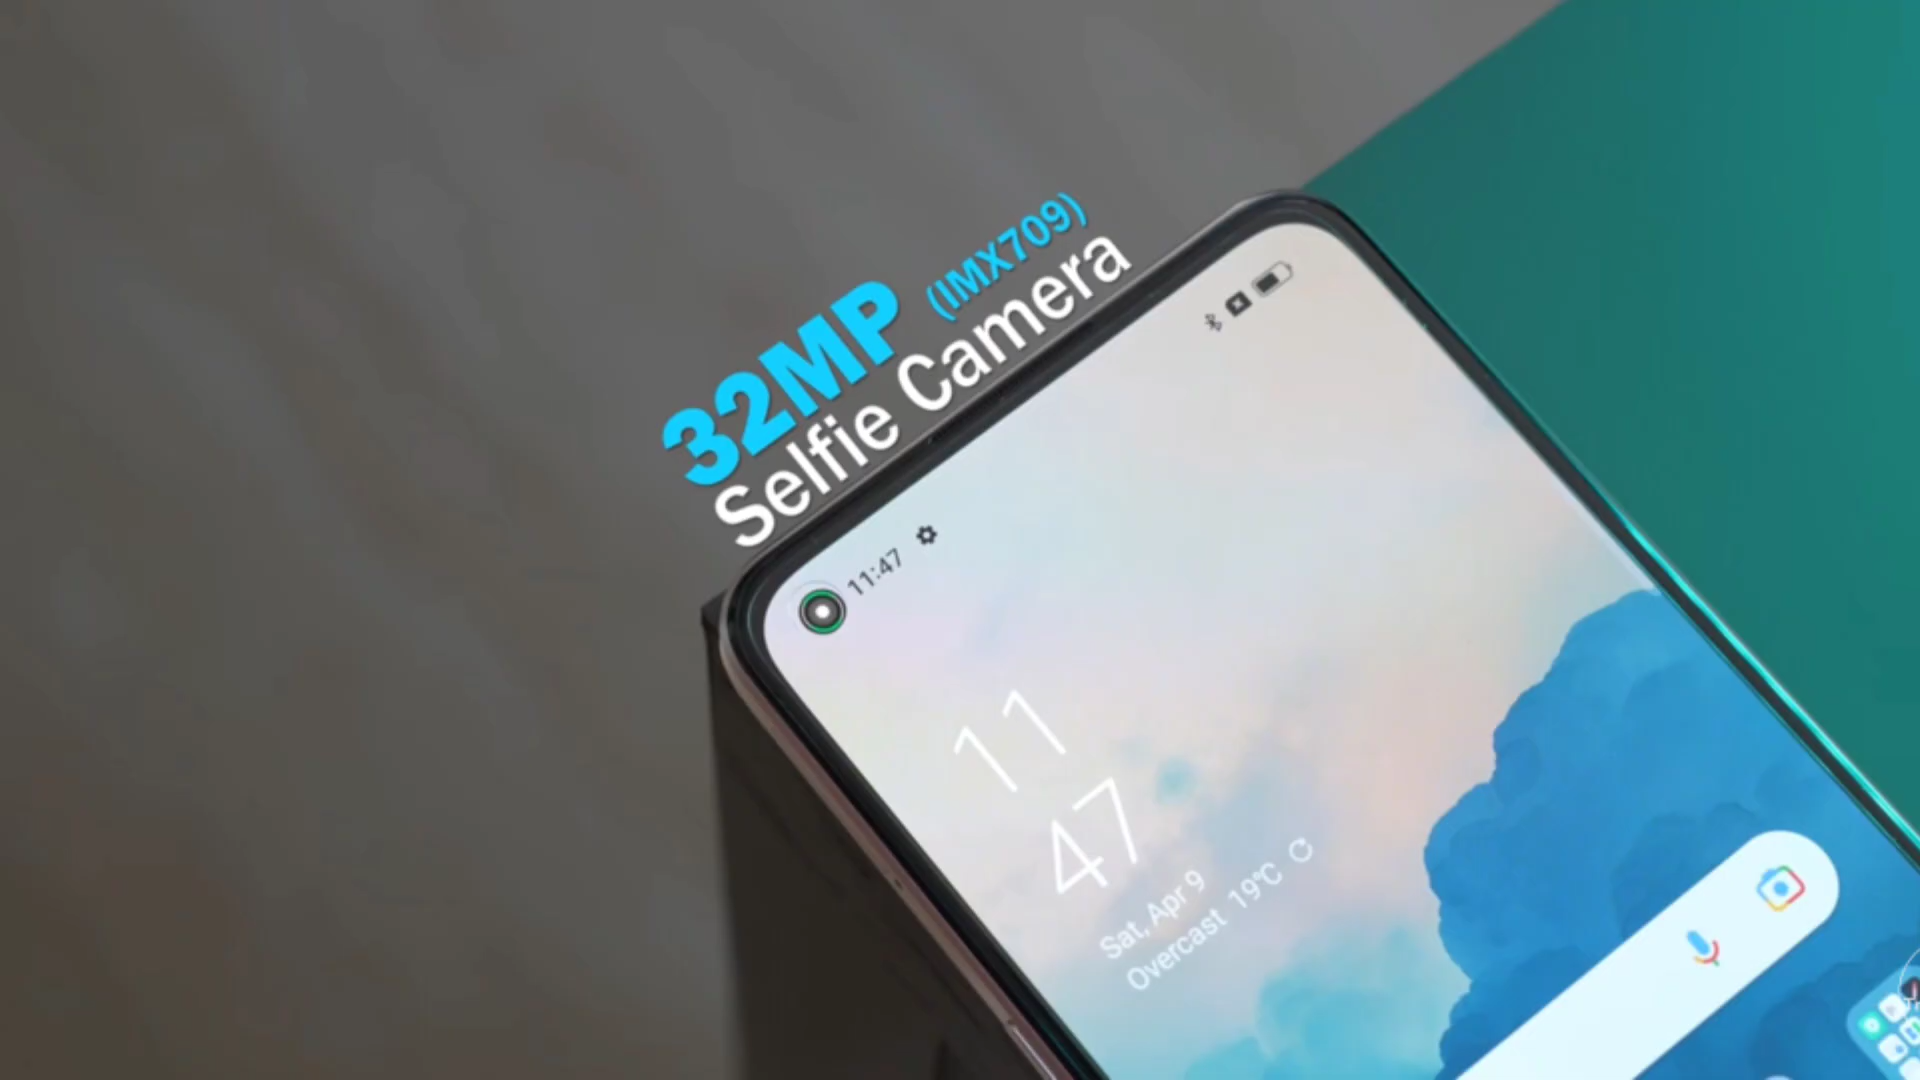 32MP (IMX709)
Selfie Camera
11:47
11
47
Sat, Apr 9
Overcast 19°C